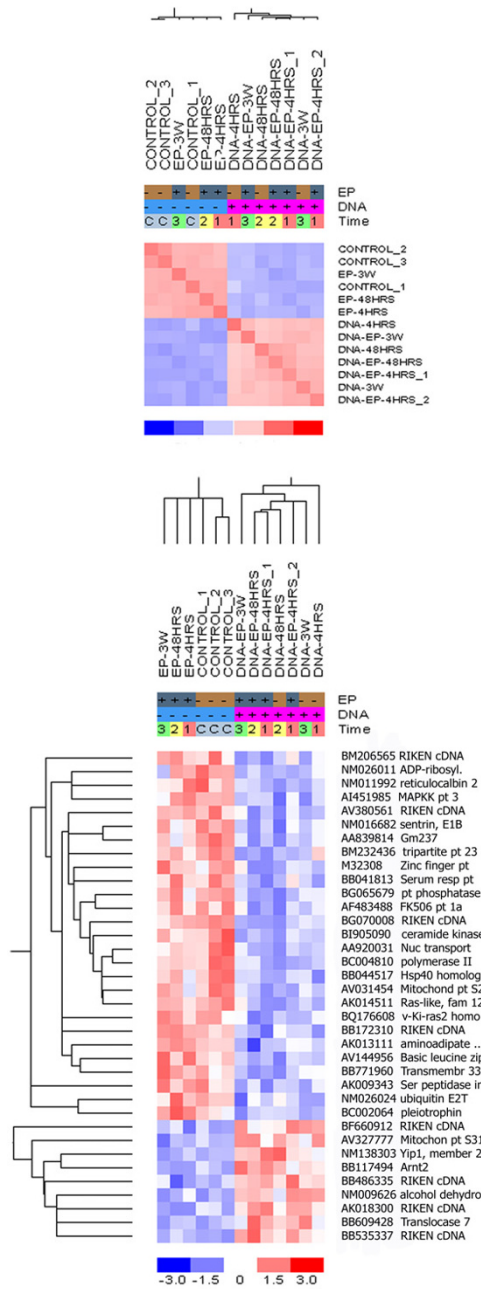 CONTROL_2
CONTROL_3
EP-3W
CONTROL_1
EP-48HRS
EP-4HRS
DNA-4HRS
DNA-EP-3W
DNA-48HRS
DNA-EP-48HRS
DNA-EP-4HRS_1
DNA-3W
DNA-EP-4HRS_2
- - + - + + - + - + + - + EP
- - - - - - + + + + + + + DNA
C C 3 C 2 1 1 3 2 2 1 3 1 Time
CONTROL_2
CONTROL_3
EP-3W
CONTROL_1
EP-48HRS
EP-4HRS
DNA-4HRS
DNA-EP-3W
DNA-48HRS
DNA-EP-48HRS
DNA-EP-4HRS_1
DNA-3W
DNA-EP-4HRS_2
EP-3W
EP-48HRS
EP-4HRS
CONTROL_1
CONTROL_2
CONTROL_3
DNA-EP-3W
DNA-EP-48HRS
DNA-EP-4HRS_1
DNA-48HRS
DNA-EP-4HRS_2
DNA-3W
DNA-4HRS
+ + + - - - + + + - + - - EP
- - - - - - + + + + + + + DNA
3 2 1 C C C 3 2 1 2 1 3 1 Time
BM206565 RIKEN cDNA
NM026011 ADP-ribosyl.
NM011992 reticulocalbin 2
AI451985 MAPKK pt 3
AV380561 RIKEN cDNA
NM016682 sentrin, E1B
AA839814 Gm237
BM232436 tripartite pt 23
M32308 Zinc finger pt
BB041813 Serum resp pt
BG065679 pt phosphatase
AF483488 FK506 pt 1a
BG070008 RIKEN cDNA
BI905090 ceramide kinase
AA920031 Nuc transport
BC004810 polymerase II
BB044517 Hsp40 homolog
AV031454 Mitochond pt S2
AK014511 Ras-like, fam 12
BQ176608 v-Ki-ras2 homo
BB172310 RIKEN cDNA
AK013111 aminoadipate ..
AV144956 Basic leucine zip
BB771960 Transmembr 33
AK009343 Ser peptidase in
NM026024 ubiquitin E2T
BC002064 pleiotrophin
BF660912 RIKEN cDNA
AV327777 Mitochon pt S31
NM138303 Yip1, member 2
BB117494 Arnt2
BB486335 RIKEN cDNA
NM009626 alcohol dehydro
AK018300 RIKEN cDNA
BB609428 Translocase 7
BB535337 RIKEN cDNA
-3.0 -1.5 0 1.5 3.0